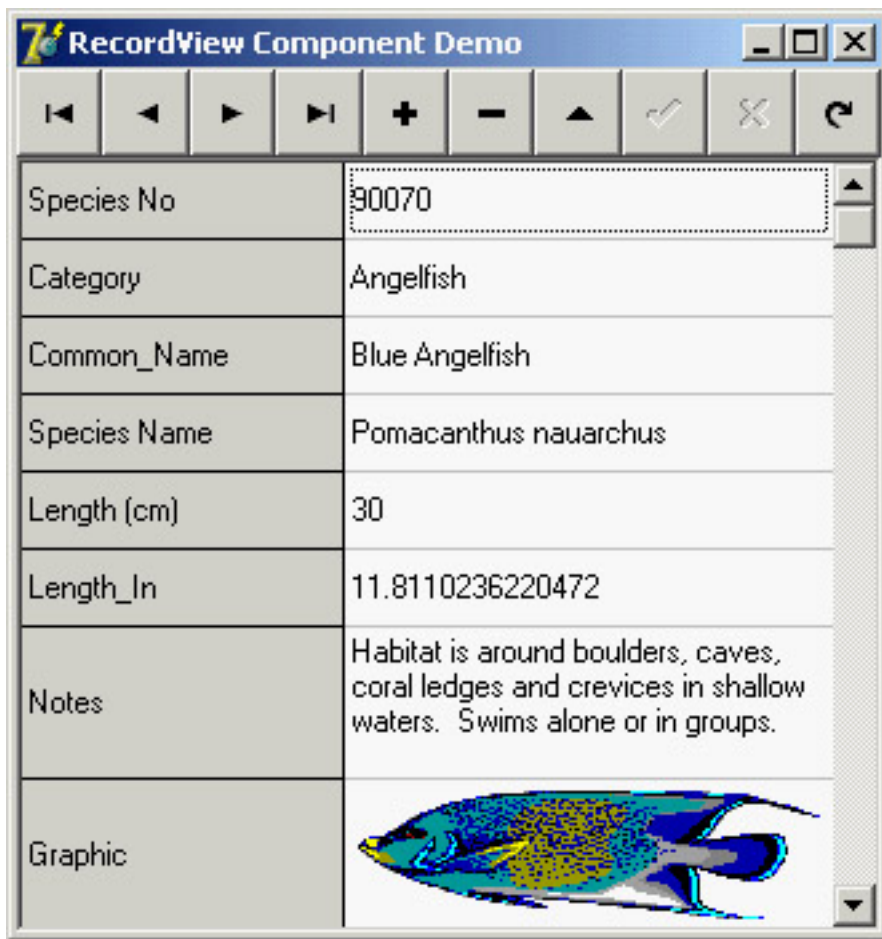 RecordView Component Demo
Species No 90070
Category Angelfish
Common_Name Blue Angelfish
Species Name Pomacanthus nauarchus
Length (cm) 30
Length_In 11.8110236220472
Notes Habitat is around boulders, caves,
coral ledges and crevices in shallow
waters.  Swims alone or in groups.
Graphic